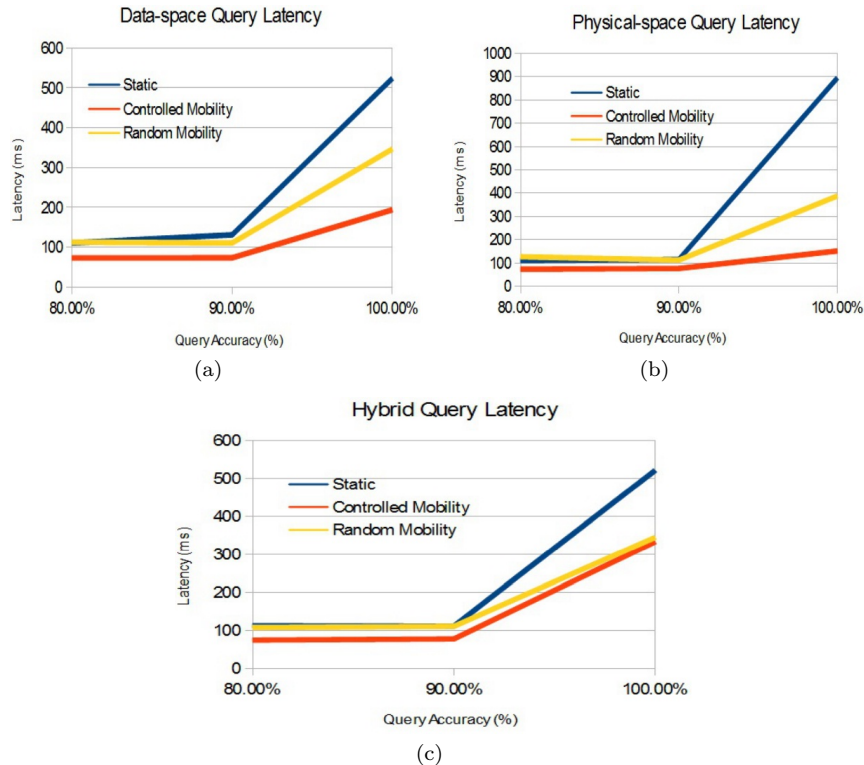 Data-space Query Latency
600
500
400
300
200
100
0
Latency (ms)
Static
Controlled Mobility
Random Mobility
80.00%
90.00%
100.00%
Query Accuracy (%)
(a)
Physical-space Query Latency
1000
900
800
700
600
500
400
300
200
100
0
Latency (ms)
Static
Controlled Mobility
Random Mobility
80.00%
90.00%
100.00%
Query Accuracy (%)
(b)
Hybrid Query Latency
600
500
400
300
200
100
0
Latency (ms)
Static
Controlled Mobility
Random Mobility
80.00%
90.00%
100.00%
Query Accuracy (%)
(c)